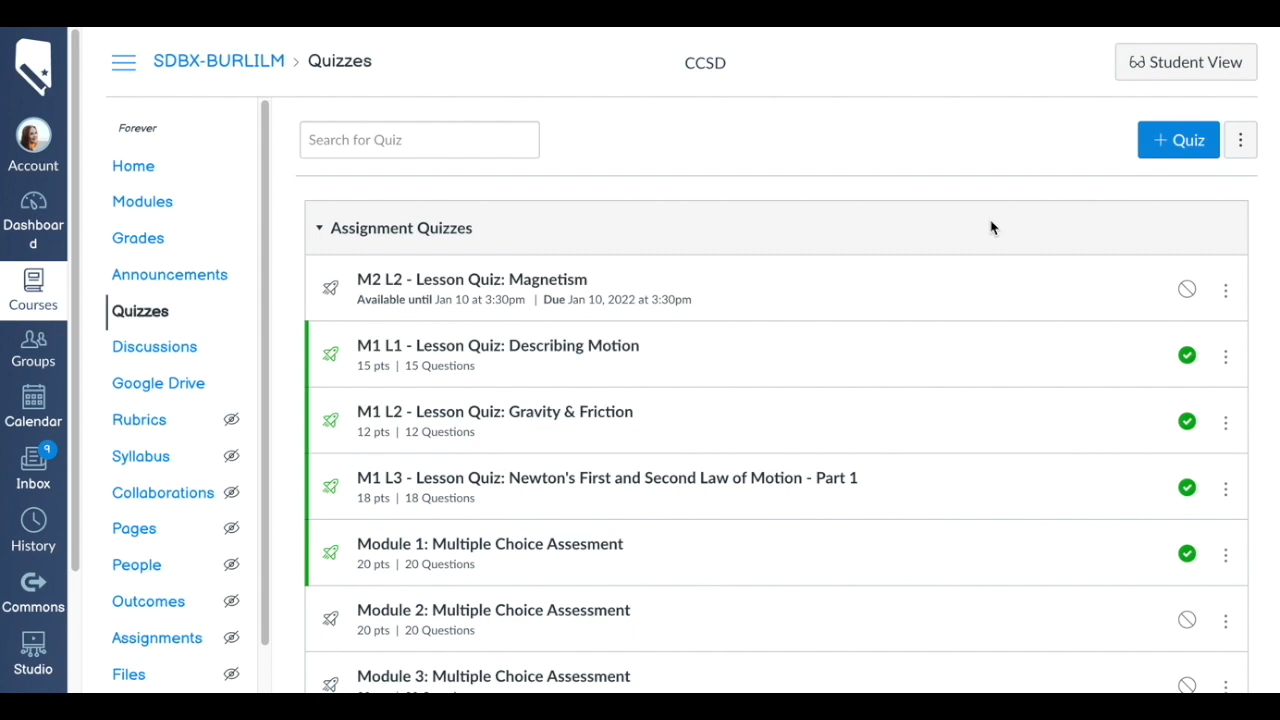 SDBX-BURLILM > Quizzes
CCSD
Student View
Account
Dashboar
d
Courses
Groups
Calendar
9
Inbox
History
Commons
Studio
Forever
Home
Modules
Grades
Announcements
Quizzes
Discussions
Google Drive
Rubrics
Syllabus
Collaborations
Pages
People
Outcomes
Assignments
Files
Search for Quiz
+ Quiz
Assignment Quizzes
M2 L2 - Lesson Quiz: Magnetism
Available until Jan 10 at 3:30pm | Due Jan 10, 2022 at 3:30pm
M1 L1 - Lesson Quiz: Describing Motion
15 pts | 15 Questions
M1 L2 - Lesson Quiz: Gravity & Friction
12 pts | 12 Questions
M1 L3 - Lesson Quiz: Newton's First and Second Law of Motion - Part 1
18 pts | 18 Questions
Module 1: Multiple Choice Assesment
20 pts | 20 Questions
Module 2: Multiple Choice Assessment
20 pts | 20 Questions
Module 3: Multiple Choice Assessment